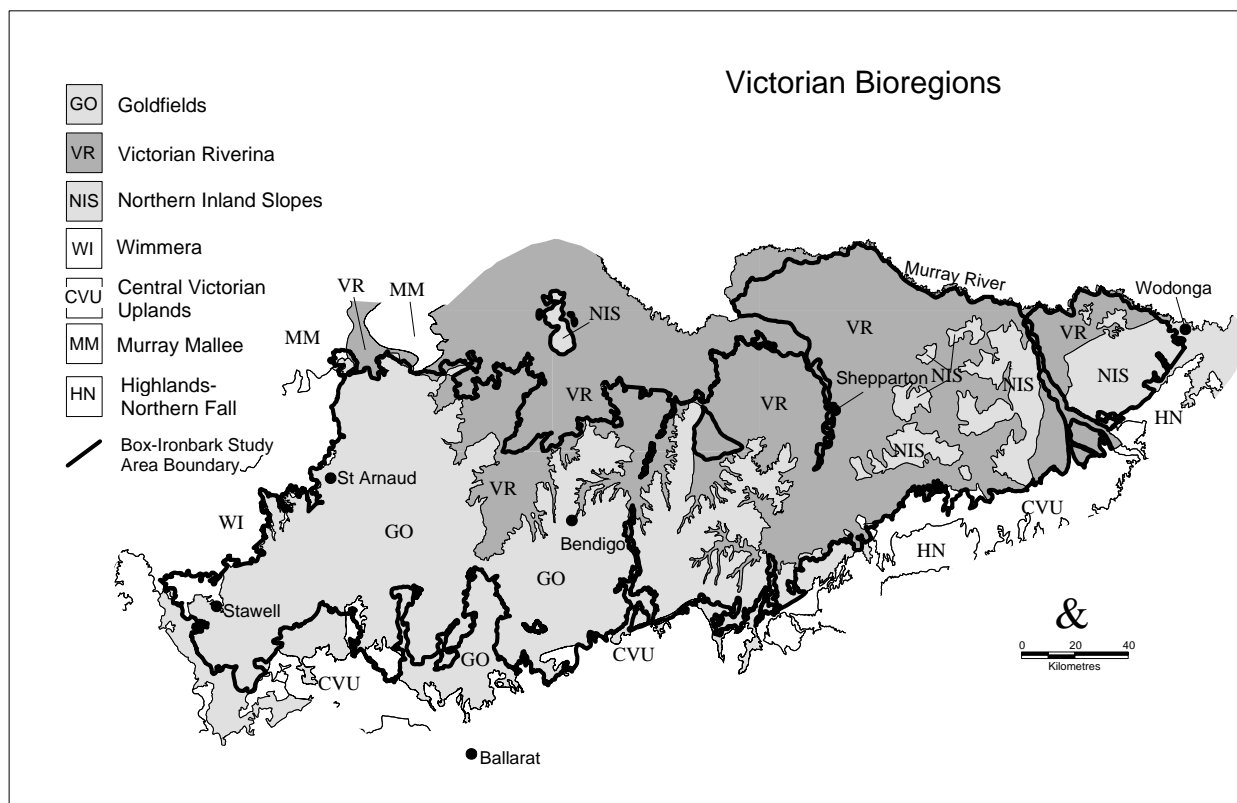 Victorian Bioregions
GO Goldfields
VR Victorian Riverina
NIS Northern Inland Slopes
WI Wimmera
CVU Central Victorian
Uplands
MM Murray Mallee
HN Highlands-
Northern Fall
Box-Ironbark Study
Area Boundary
VR
MM
MM
NIS
Murray River
Wodonga
VR
VR
NIS
NIS
Shepparton
VR
VR
NIS
HN
NIS
St Arnaud
VR
WI
GO
Bendigo
CVU
HN
GO
Stawell
&
GO
CVU
CVU
0 20 40
Kilometres
Ballarat